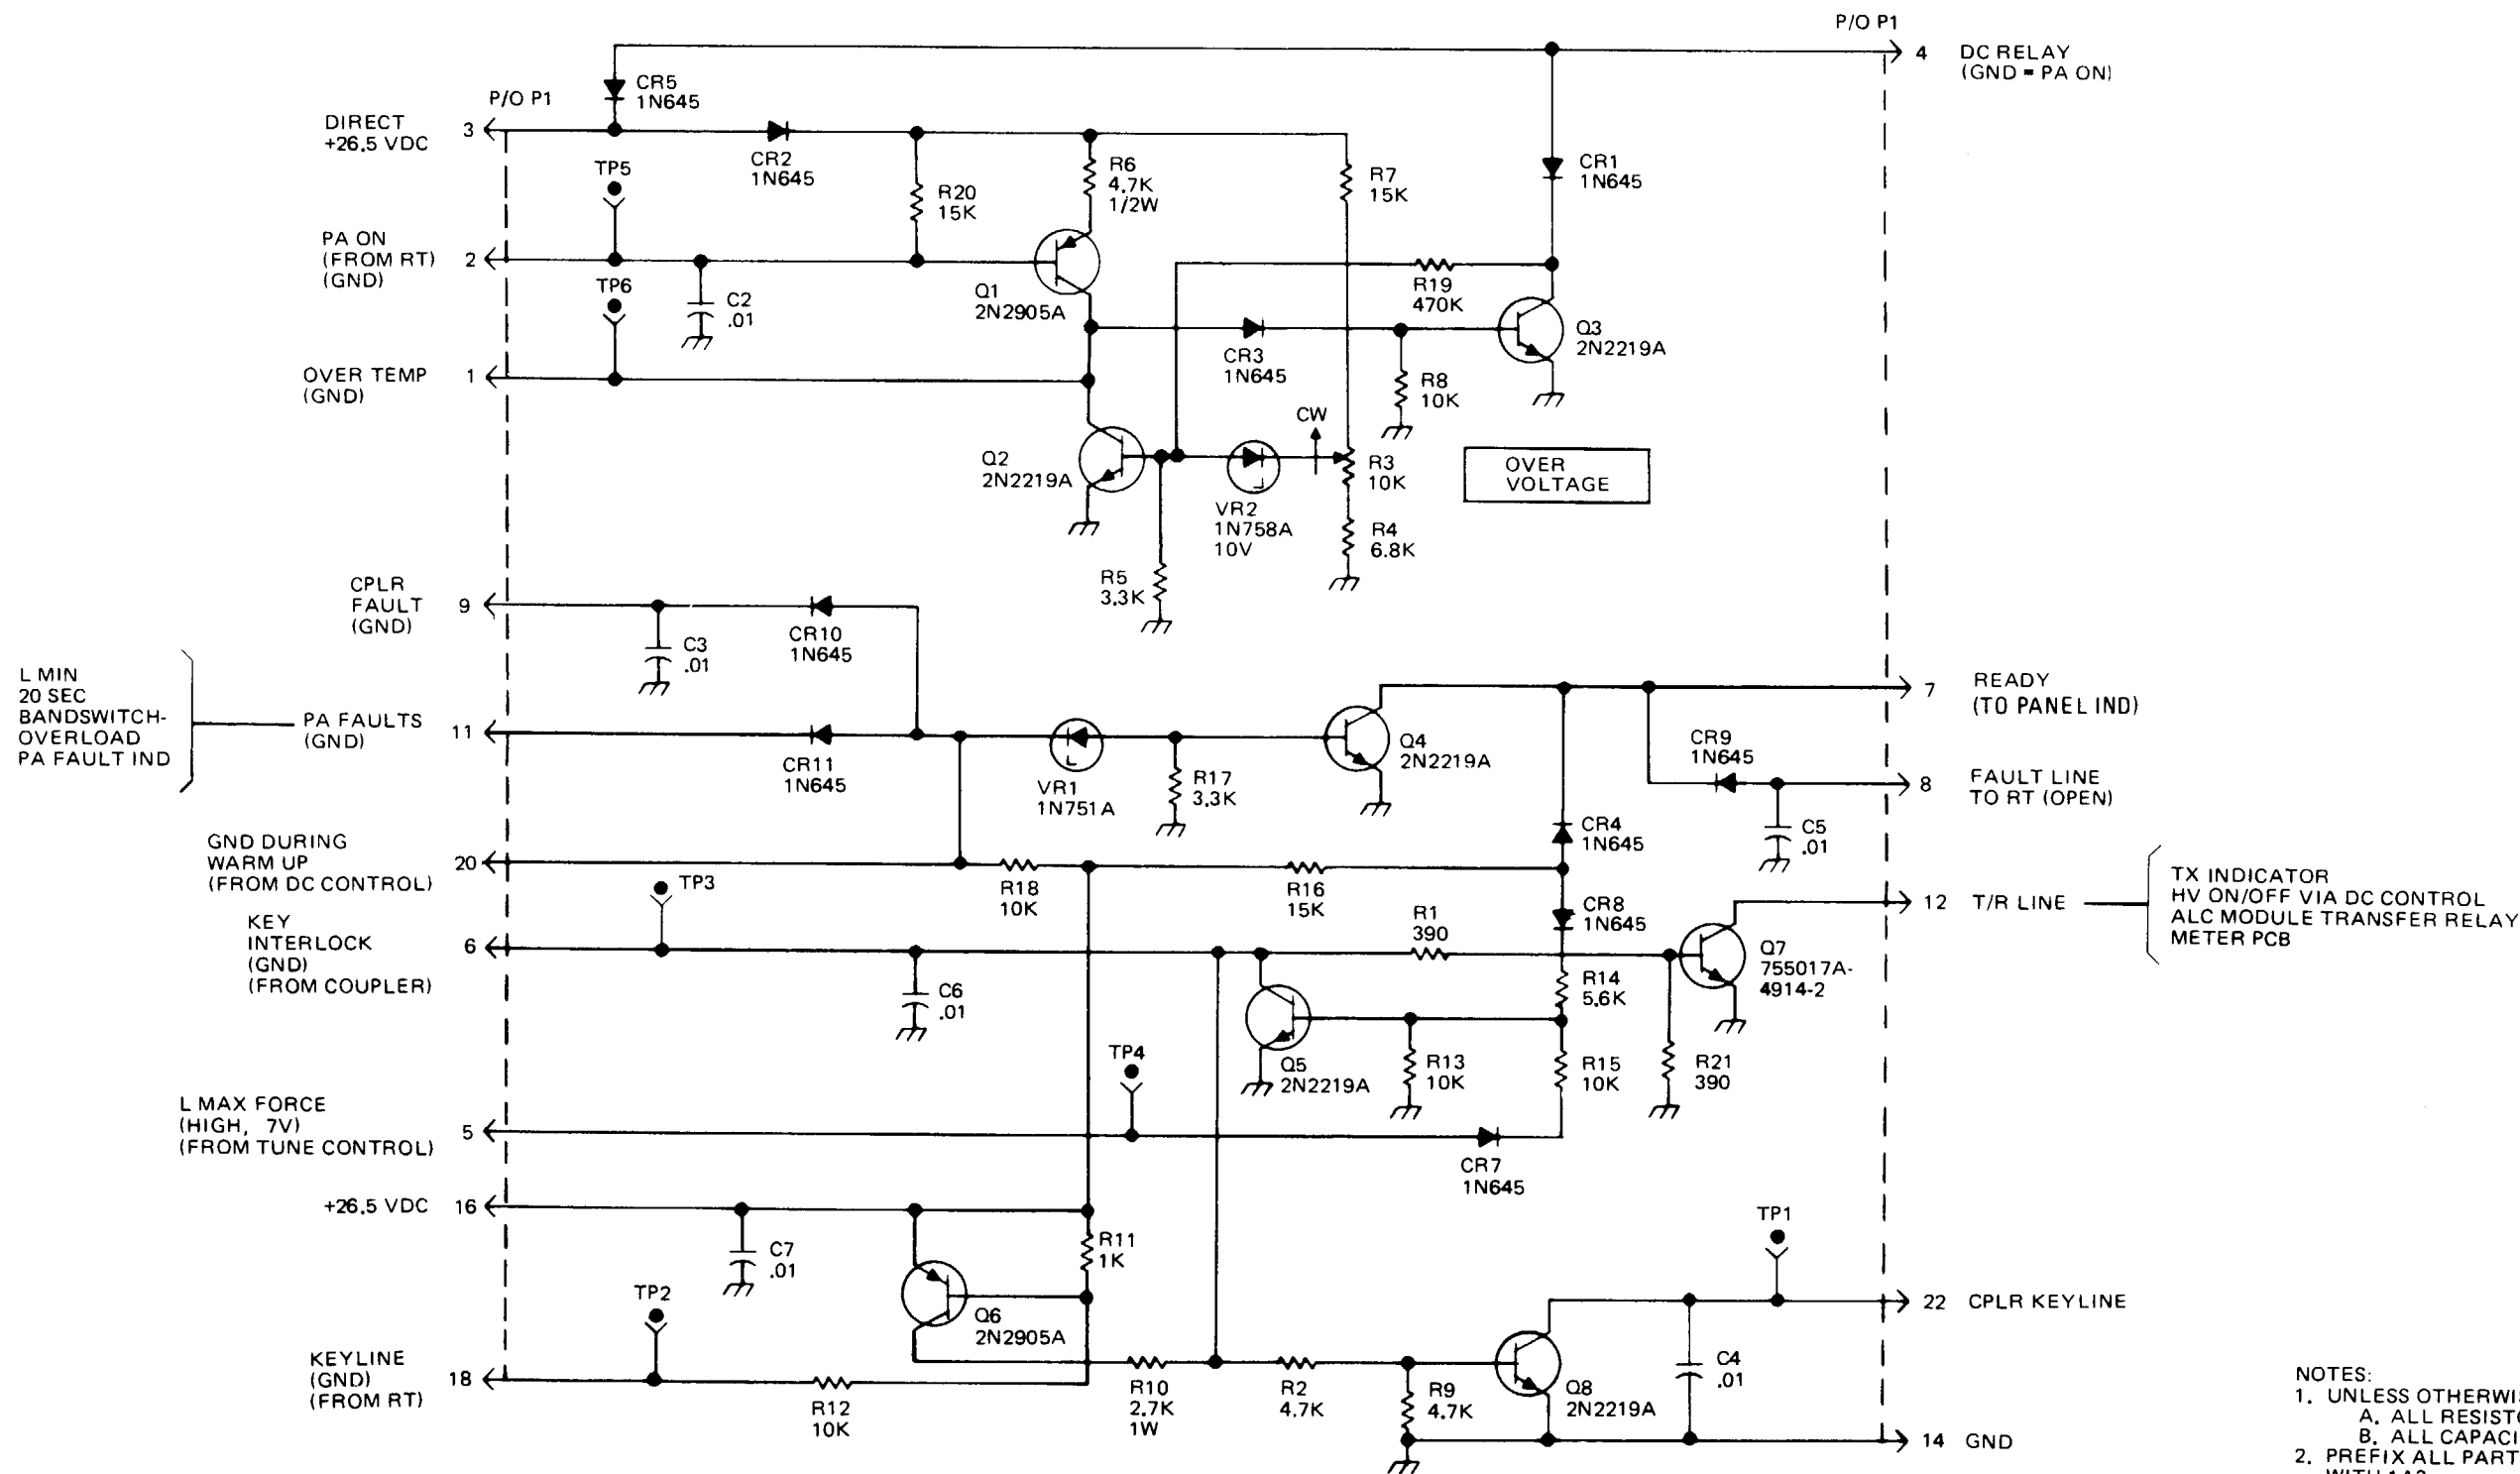 P/O P1
4 DC RELAY
(GND = PA ON)
CR5
1N645
P/O P1
DIRECT
+26.5 VDC
3
CR2
1N645
TP5
R20
15K
R6
4.7K
1/2W
R7
15K
CR1
1N645
PA ON
(FROM RT)
(GND)
2
TP6
C2
.01
Q1
2N2905A
R19
470K
CR3
1N645
Q3
2N2219A
OVER TEMP
(GND)
1
R8
10K
CW
Q2
2N2219A
VR2
1N758A
10V
R3
10K
OVER
VOLTAGE
R4
6.8K
R5
3.3K
CPLR
FAULT
(GND)
9
C3
.01
CR10
1N645
L MIN
20 SEC
BANDSWITCH-
OVERLOAD
PA FAULT IND
PA FAULTS
(GND)
11
CR11
1N645
VR1
1N751A
R17
3.3K
Q4
2N2219A
7 READY
(TO PANEL IND)
CR9
1N645
8 FAULT LINE
TO RT (OPEN)
C5
.01
CR4
1N645
GND DURING
WARM UP
(FROM DC CONTROL)
20
R18
10K
R16
15K
CR8
1N645
TP3
KEY
INTERLOCK
(GND)
(FROM COUPLER)
6
C6
.01
R1
390
12 T/R LINE
TX INDICATOR
HV ON/OFF VIA DC CONTROL
ALC MODULE TRANSFER RELAY
METER PCB
Q7
755017A-
4914-2
R14
5.6K
Q5
2N2219A
R13
10K
R15
10K
R21
390
TP4
L MAX FORCE
(HIGH, 7V)
(FROM TUNE CONTROL)
5
CR7
1N645
+26.5 VDC
16
C7
.01
R11
1K
TP1
TP2
Q6
2N2905A
22 CPLR KEYLINE
KEYLINE
(GND)
(FROM RT)
18
R12
10K
R10
2.7K
1W
R2
4.7K
R9
4.7K
Q8
2N2219A
C4
.01
14 GND
NOTES:
1. UNLESS
A. ALL
B. ALL
2. PREFIX ALL PART